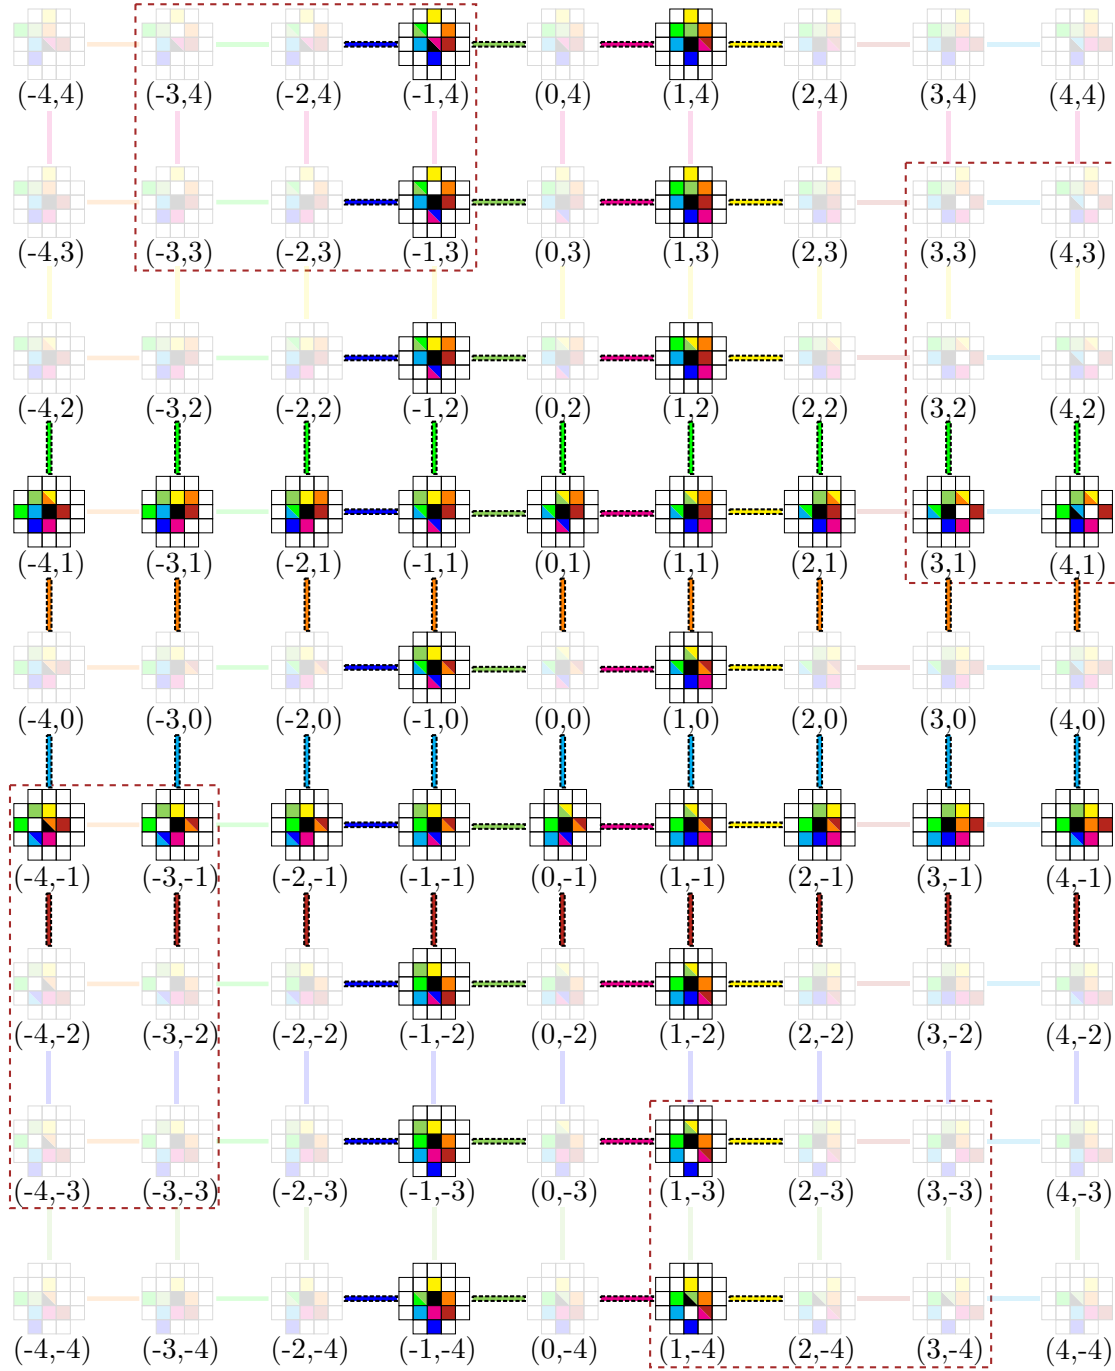 (-4,4) (-3,4) (-2,4) (-1,4) (0,4) (1,4) (2,4) (3,4) (4,4)
(-4,3) (-3,3) (-2,3) (-1,3) (0,3) (1,3) (2,3) (3,3) (4,3)
(-4,2) (-3,2) (-2,2) (-1,2) (0,2) (1,2) (2,2) (3,2) (4,2)
(-4,1) (-3,1) (-2,1) (-1,1) (0,1) (1,1) (2,1) (3,1) (4,1)
(-4,0) (-3,0) (-2,0) (-1,0) (0,0) (1,0) (2,0) (3,0) (4,0)
(-4,-1) (-3,-1) (-2,-1) (-1,-1) (0,-1) (1,-1) (2,-1) (3,-1) (4,-1)
(-4,-2) (-3,-2) (-2,-2) (-1,-2) (0,-2) (1,-2) (2,-2) (3,-2) (4,-2)
(-4,-3) (-3,-3) (-2,-3) (-1,-3) (0,-3) (1,-3) (2,-3) (3,-3) (4,-3)
(-4,-4) (-3,-4) (-2,-4) (-1,-4) (0,-4) (1,-4) (2,-4) (3,-4) (4,-4)